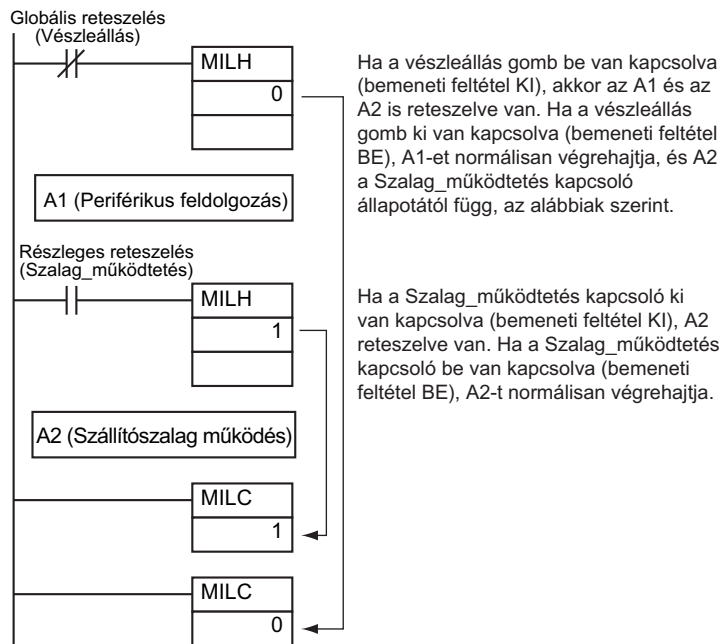 Globális reteszelés
(Vészleállás)
MILH
0
A1 (Periférikus feldolgozás)
Részleges reteszelés
(Szalag_működtetés)
MILH
1
A2 (Szállítószalag működés)
MILC
1
MILC
0
Ha a vészleállás gomb be van kapcsolva
(bemeneti feltétel KI), akkor az A1 és az
A2 is reteszelve van. Ha a vészleállás
gomb ki van kapcsolva (bemeneti feltétel
BE), A1-et normálisan végrehajtja, és A2
a Szalag_működtetés kapcsoló
állapotától függ, az alábbiak szerint.
Ha a Szalag_működtetés kapcsoló ki
van kapcsolva (bemeneti feltétel KI), A2
reteszelve van. Ha a Szalag_működtetés
kapcsoló be van kapcsolva (bemeneti
feltétel BE), A2-t normálisan végrehajtja.